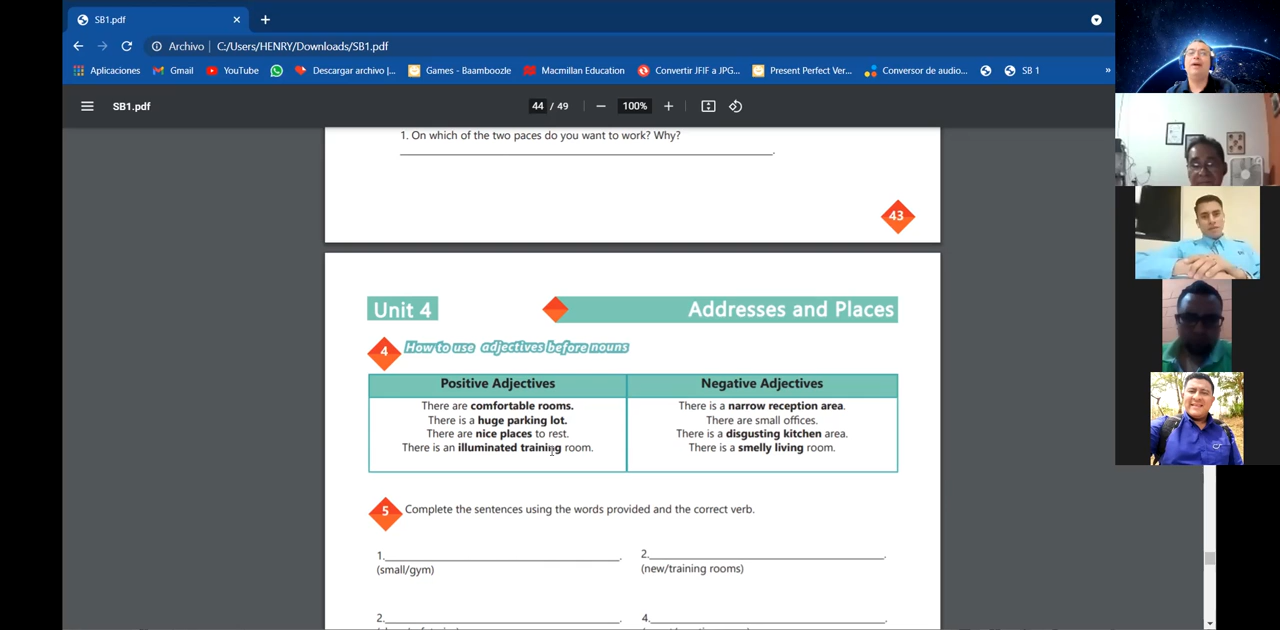 SB1.pdf
Archivo | C:/Users/HENRY/Downloads/SB1.pdf
Aplicaciones Gmail YouTube Descargar archivo |... Games - Baamboozle Macmillan Education Convertir JFIF a JPG... Present Perfect Ver... Conversor de audio... SB 1 »
SB1.pdf 44 / 49 100%
1. On which of the two paces do you want to work? Why?
43
Unit 4 Addresses and Places
4 How to use adjectives before nouns
Positive Adjectives
There are comfortable rooms.
There is a huge parking lot.
There are nice places to rest.
There is an illuminated training room.
Negative Adjectives
There is a narrow reception area.
There are small offices.
There is a disgusting kitchen area.
There is a smelly living room.
5 Complete the sentences using the words provided and the correct verb.
1. . 2. .
(small/gym) (new/training rooms)
2. . 4. .